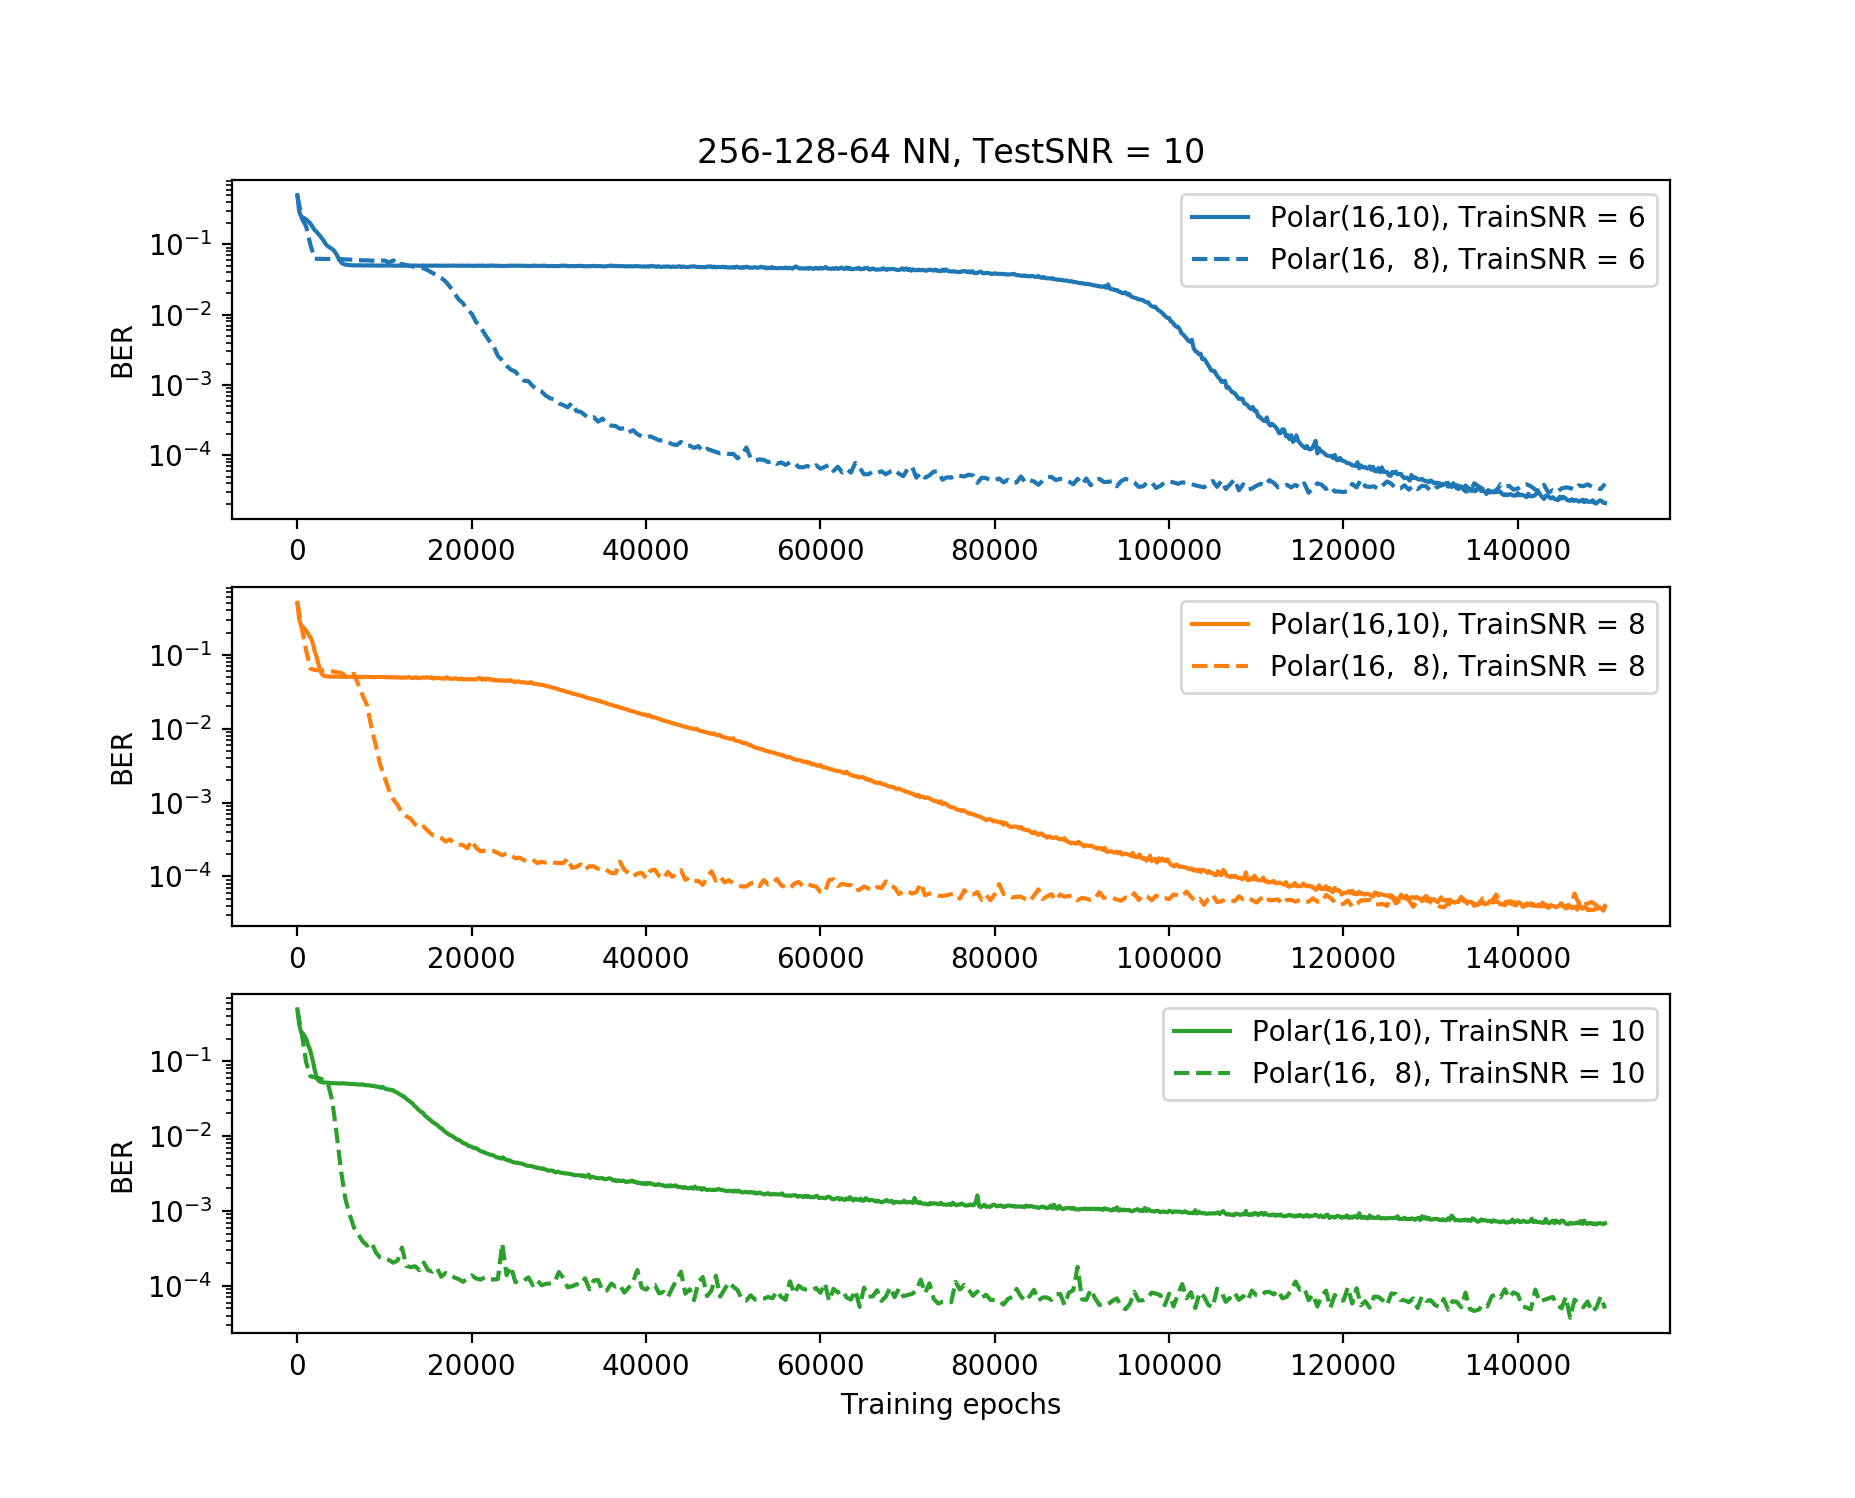 256-128-64 NN, TestSNR = 10
Polar(16,10), TrainSNR = 6
Polar(16,  8), TrainSNR = 6
BER
10⁻¹
10⁻²
10⁻³
10⁻⁴
0 20000 40000 60000 80000 100000 120000 140000
Polar(16,10), TrainSNR = 8
Polar(16,  8), TrainSNR = 8
BER
10⁻¹
10⁻²
10⁻³
10⁻⁴
0 20000 40000 60000 80000 100000 120000 140000
Polar(16,10), TrainSNR = 10
Polar(16,  8), TrainSNR = 10
BER
10⁻¹
10⁻²
10⁻³
10⁻⁴
0 20000 40000 60000 80000 100000 120000 140000
Training epochs